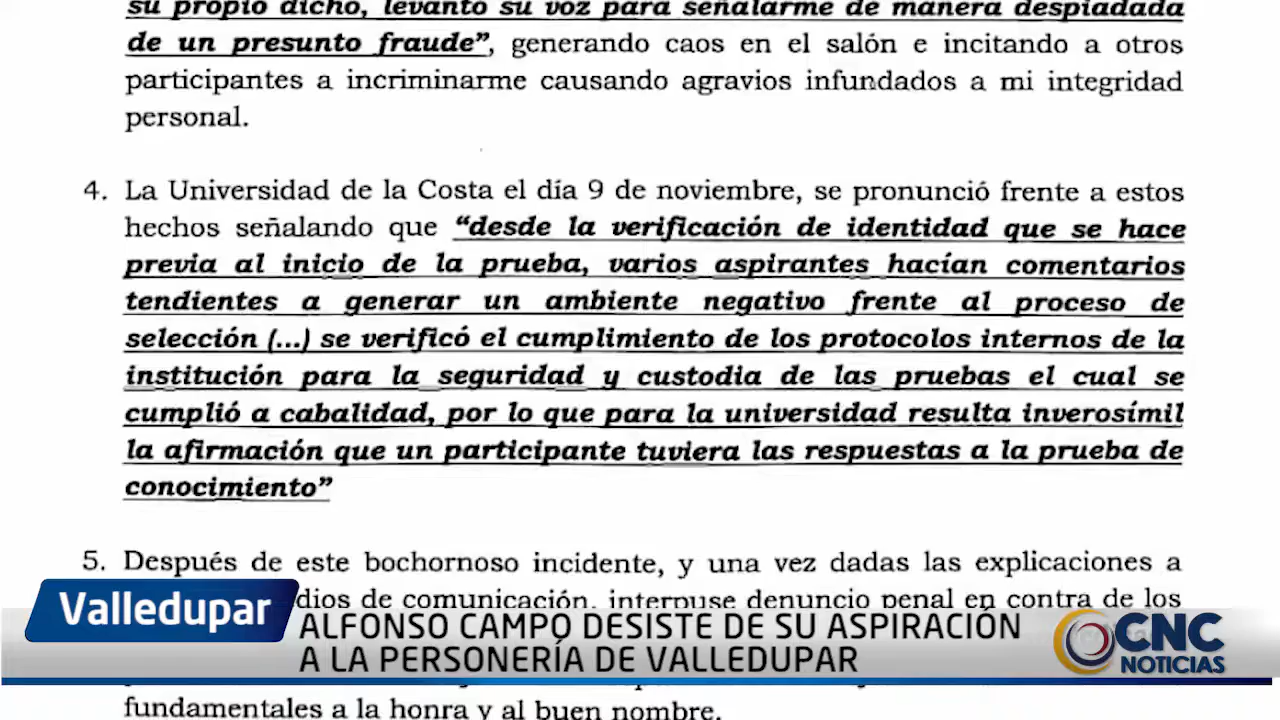 su propio dicho, levantó su voz para señalarme de manera despiadada
de un presunto fraude”, generando caos en el salón e incitando a otros
participantes a incriminarme causando agravios infundados a mi integridad
personal.
4. La Universidad de la Costa el día 9 de noviembre, se pronunció frente a estos
hechos señalando que “desde la verificación de identidad que se hace
previa al inicio de la prueba, varios aspirantes hacían comentarios
tendientes a generar un ambiente negativo frente al proceso de
selección (...) se verificó el cumplimiento de los protocolos internos de la
institución para la seguridad y custodia de las pruebas el cual se
cumplió a cabalidad, por lo que para la universidad resulta inverosímil
la afirmación que un participante tuviera las respuestas a la prueba de
conocimiento”
5. Después de este bochornoso incidente, y una vez dadas las explicaciones a
dios de comunicación, interpuse denuncio penal en contra de los
Valledupar
ALFONSO CAMPO DESISTE DE SU ASPIRACIÓN
A LA PERSONERÍA DE VALLEDUPAR
CNC
NOTICIAS
fundamentales a la honra y al buen nombre.